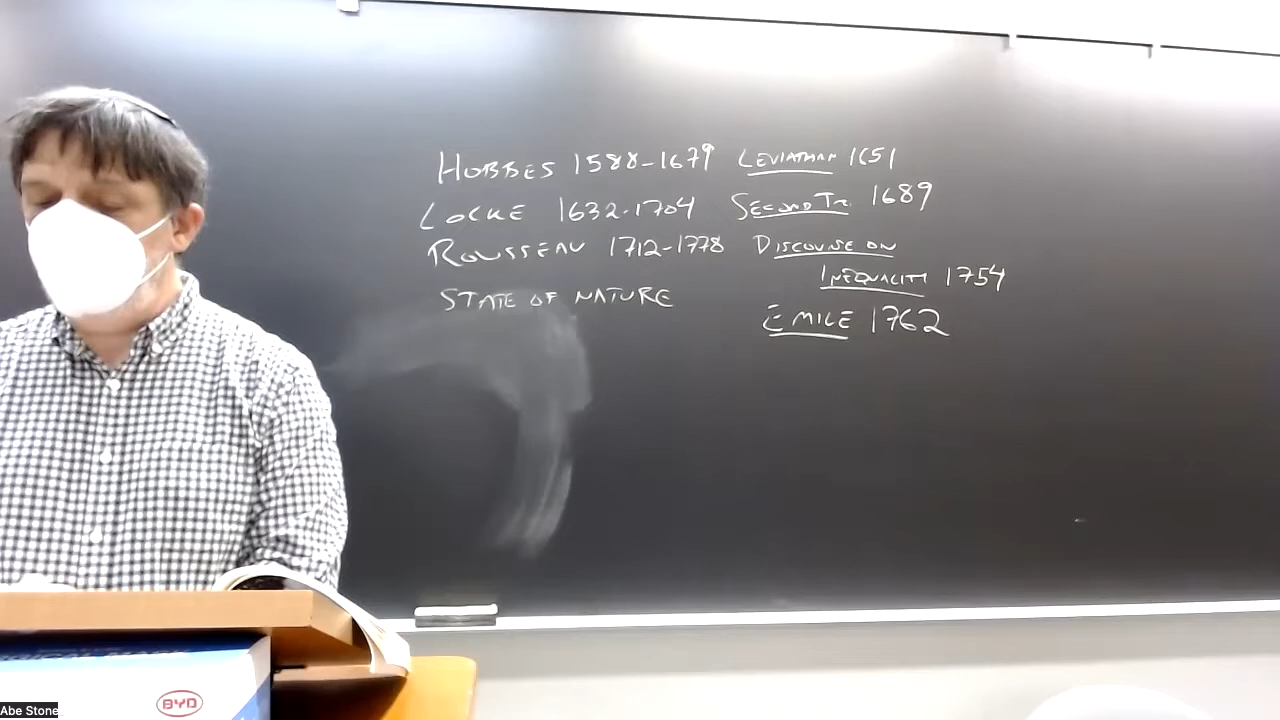 HOBBES 1588-1679 LEVIATHAN 1651
LOCKE 1632-1704 SECOND TR. 1689
ROUSSEAU 1712-1778 DISCOURSE ON
INEQUALITY 1754
STATE OF NATURE
EMILE 1762
BYD
Abe Stone